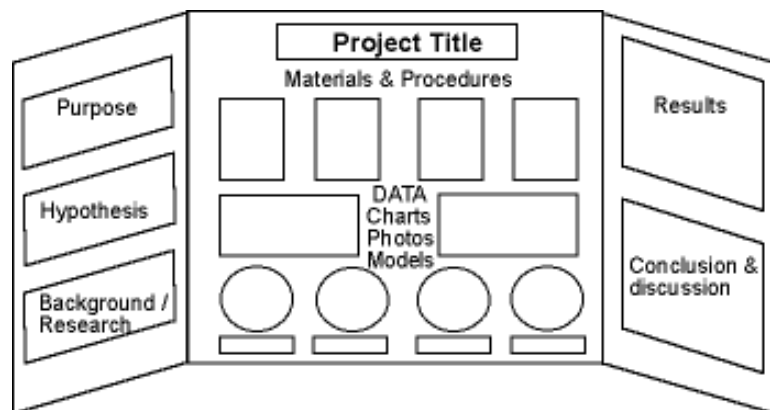 Project Title
Materials & Procedures
Purpose
Hypothesis
Background /
Research
DATA
Charts
Photos
Models
Results
Conclusion &
discussion